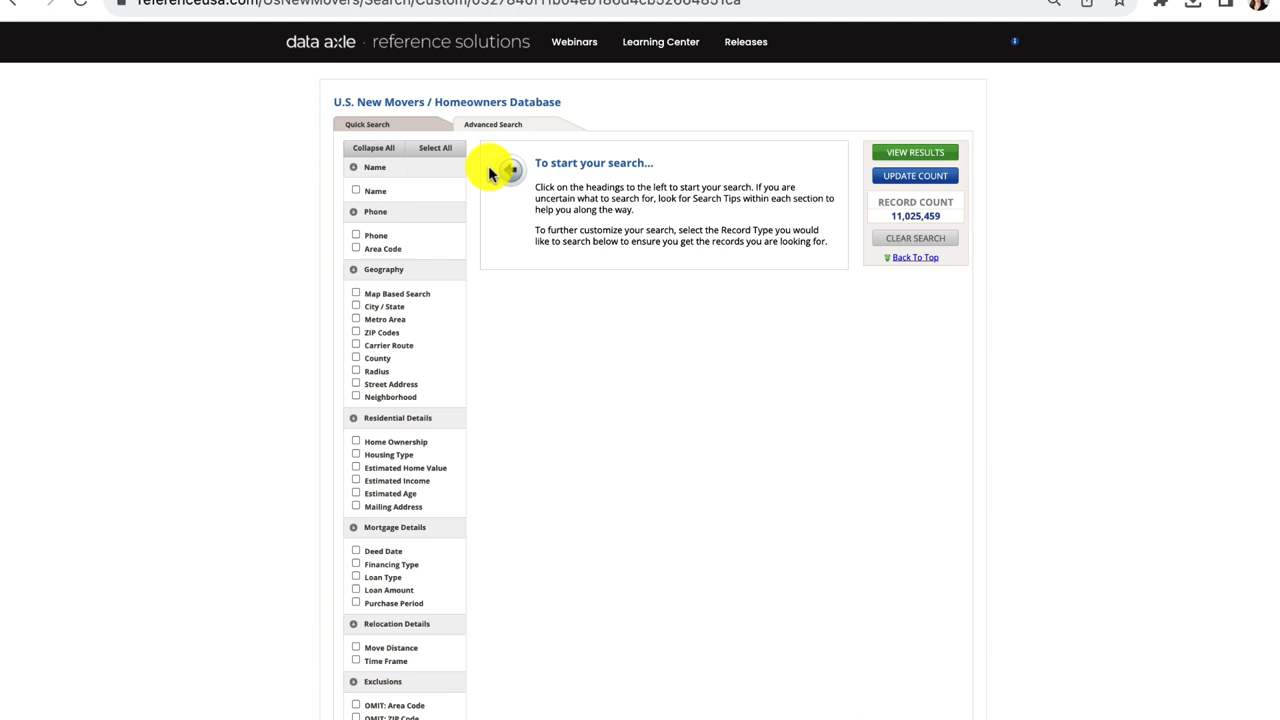 data axle · reference solutions
Webinars
Learning Center
Releases
U.S. New Movers / Homeowners Database
Quick Search
Advanced Search
Collapse All
Select All
Name
Name
Phone
Phone
Area Code
Geography
Map Based Search
City / State
Metro Area
ZIP Codes
Carrier Route
County
Radius
Street Address
Neighborhood
Residential Details
Home Ownership
Housing Type
Estimated Home Value
Estimated Income
Estimated Age
Mailing Address
Mortgage Details
Deed Date
Financing Type
Loan Type
Loan Amount
Purchase Period
Relocation Details
Move Distance
Time Frame
Exclusions
OMIT: Area Code
OMIT: ZIP Code
To start your search...
Click on the headings to the left to start your search. If you are
uncertain what to search for, look for Search Tips within each section to
help you along the way.
To further customize your search, select the Record Type you would
like to search below to ensure you get the records you are looking for.
VIEW RESULTS
UPDATE COUNT
RECORD COUNT
11,025,459
CLEAR SEARCH
Back To Top